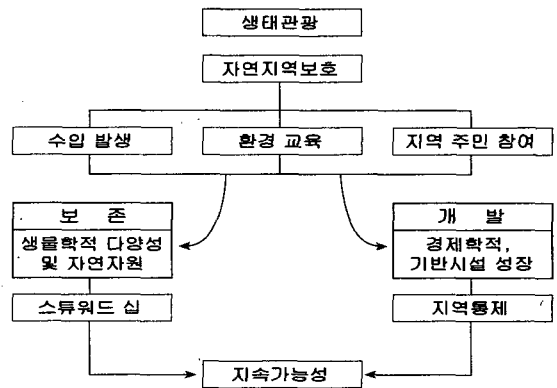 생태관광
자연지역보호
수입 발생
환경 교육
지역 주민 참여
보 존
생물학적 다양성
및 자연자원
개 발
경제학적,
기반시설 성장
스튜워드 십
지역통제
지속가능성